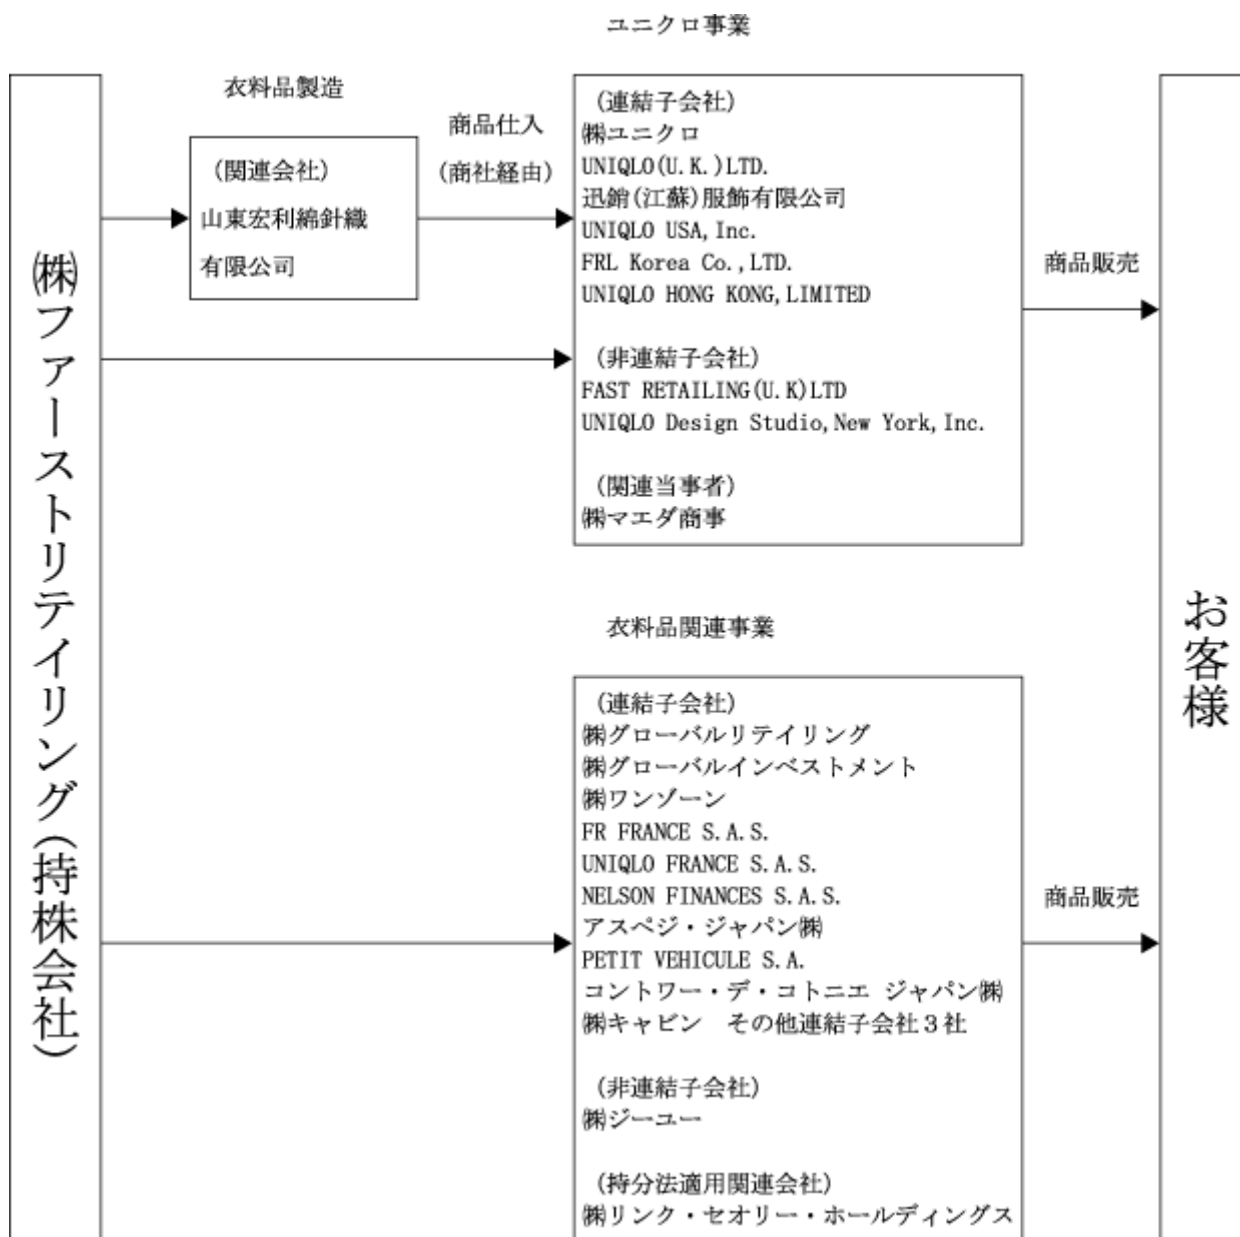 ユニクロ事業
㈱ファーストリテイリング(持株会社)
衣料品製造
(関連会社)
山東宏利綿針織
有限公司
商品仕入
(商社経由)
(連結子会社)
㈱ユニクロ
UNIQLO(U.K.)LTD.
迅銷(江蘇)服飾有限公司
UNIQLO USA,Inc.
FRL Korea Co.,LTD.
UNIQLO HONG KONG,LIMITED
(非連結子会社)
FAST RETAILING(U.K)LTD
UNIQLO Design Studio,New York,Inc.
(関連当事者)
㈱マエダ商事
商品販売
お客様
衣料品関連事業
(連結子会社)
㈱グローバルリテイリング
㈱グローバルインベストメント
㈱ワンゾーン
FR FRANCE S.A.S.
UNIQLO FRANCE S.A.S.
NELSON FINANCES S.A.S.
アスペジ・ジャパン㈱
PETIT VEHICULE S.A.
コントワー・デ・コトニエ ジャパン㈱
㈱キャビン　その他連結子会社３社
(非連結子会社)
㈱ジーユー
(持分法適用関連会社)
㈱リンク・セオリー・ホールディングス
商品販売